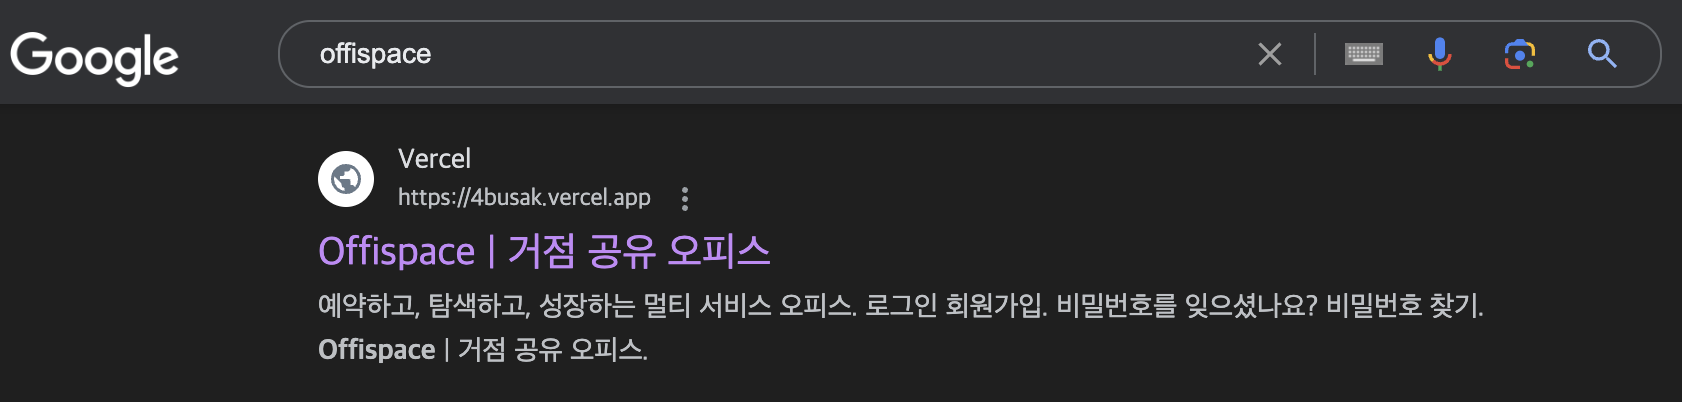 Google
offispace
Vercel
https://4busak.vercel.app
Offispace | 거점 공유 오피스
예약하고, 탐색하고, 성장하는 멀티 서비스 오피스. 로그인 회원가입. 비밀번호를 잊으셨나요? 비밀번호 찾기.
Offispace | 거점 공유 오피스.